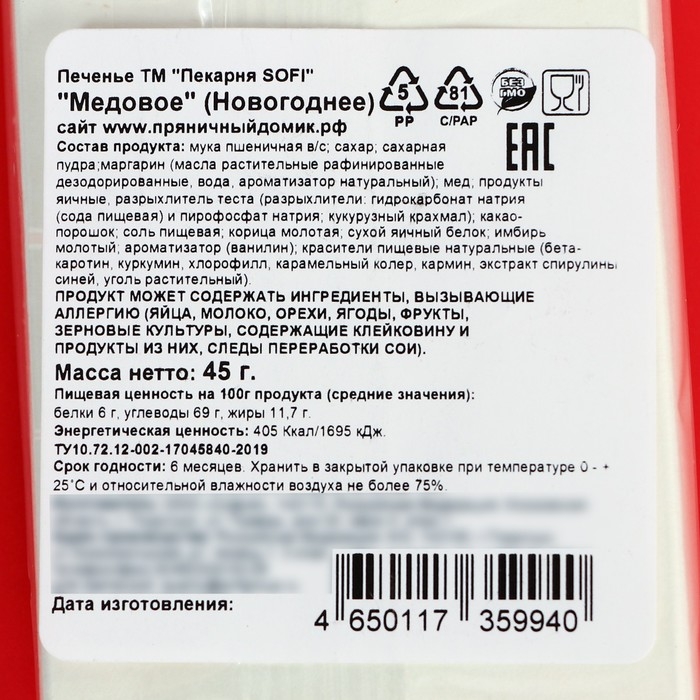 Печенье ТМ "Пекарня SOFI"
"Медовое" (Новогоднее)
5
PP
81
C/PAP
БЕЗ
ГМО
сайт www.пряничныйдомик.рф
EAC
Состав продукта: мука пшеничная в/с; сахар; сахарная
пудра;маргарин (масла растительные рафинированные
дезодорированные, вода, ароматизатор натуральный); мед; продукты
яичные, разрыхлитель теста (разрыхлители: гидрокарбонат натрия
(сода пищевая) и пирофосфат натрия; кукурузный крахмал); какао-
порошок; соль пищевая; корица молотая; сухой яичный белок; имбирь
молотый; ароматизатор (ванилин); красители пищевые натуральные (бета-
каротин, куркумин, хлорофилл, карамельный колер, кармин, экстракт спирулины
синей, уголь растительный).
ПРОДУКТ МОЖЕТ СОДЕРЖАТЬ ИНГРЕДИЕНТЫ, ВЫЗЫВАЮЩИЕ
АЛЛЕРГИЮ (ЯЙЦА, МОЛОКО, ОРЕХИ, ЯГОДЫ, ФРУКТЫ,
ЗЕРНОВЫЕ КУЛЬТУРЫ, СОДЕРЖАЩИЕ КЛЕЙКОВИНУ И
ПРОДУКТЫ ИЗ НИХ, СЛЕДЫ ПЕРЕРАБОТКИ СОИ).
Масса нетто: 45 г.
Пищевая ценность на 100г продукта (средние значения):
белки 6 г, углеводы 69 г, жиры 11,7 г.
Энергетическая ценность: 405 Ккал/1695 кДж.
ТУ10.72.12-002-17045840-2019
Срок годности: 6 месяцев. Хранить в закрытой упаковке при температуре 0 - +
25°С и относительной влажности воздуха не более 75%.
Дата изготовления:
4 650117 359940